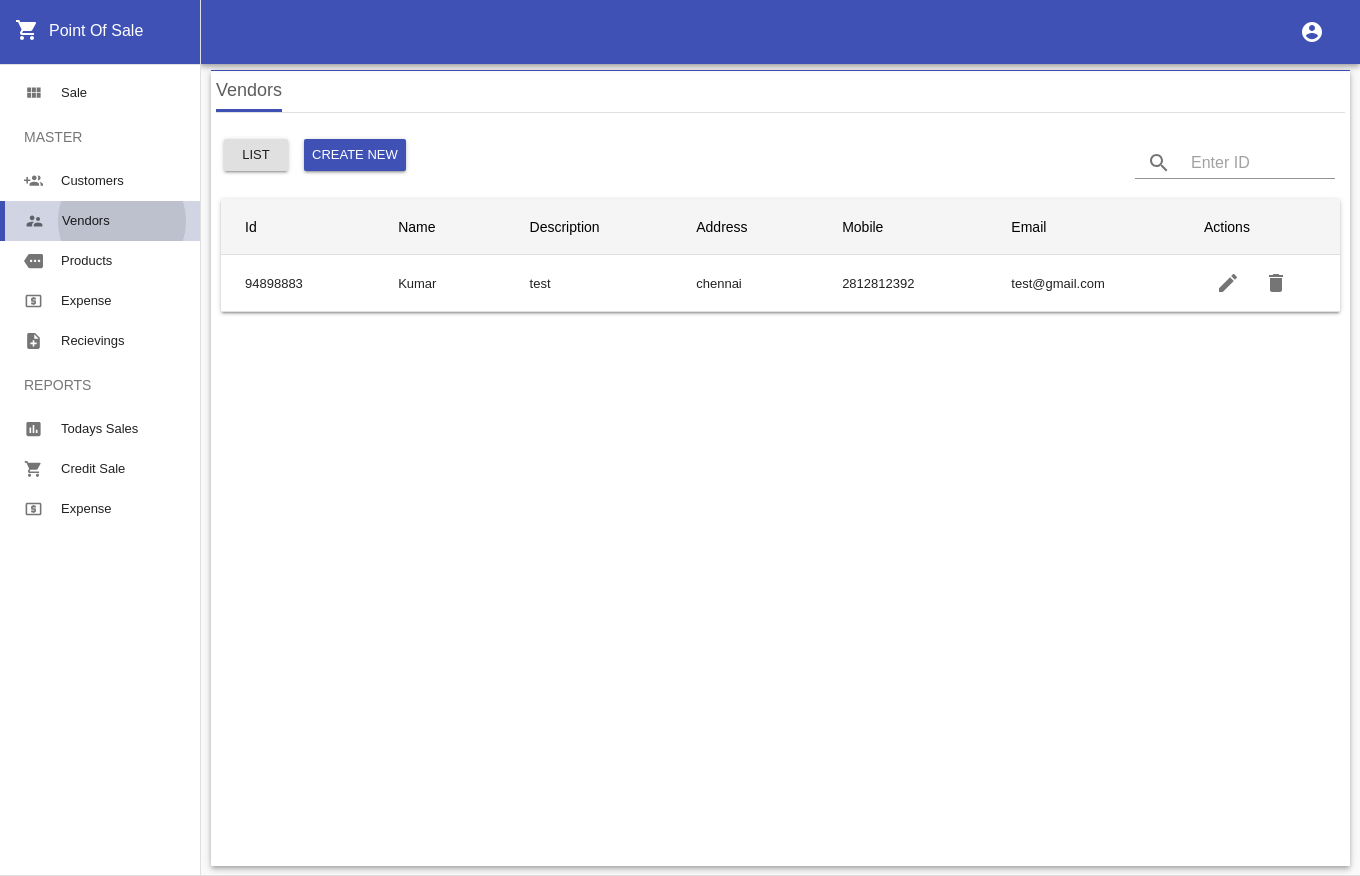 Point Of Sale
Sale
MASTER
Customers
Vendors
Products
Expense
Recievings
REPORTS
Todays Sales
Credit Sale
Expense
Vendors
LIST CREATE NEW
Enter ID
Id Name Description Address Mobile Email Actions
94898883 Kumar test chennai 2812812392 test@gmail.com